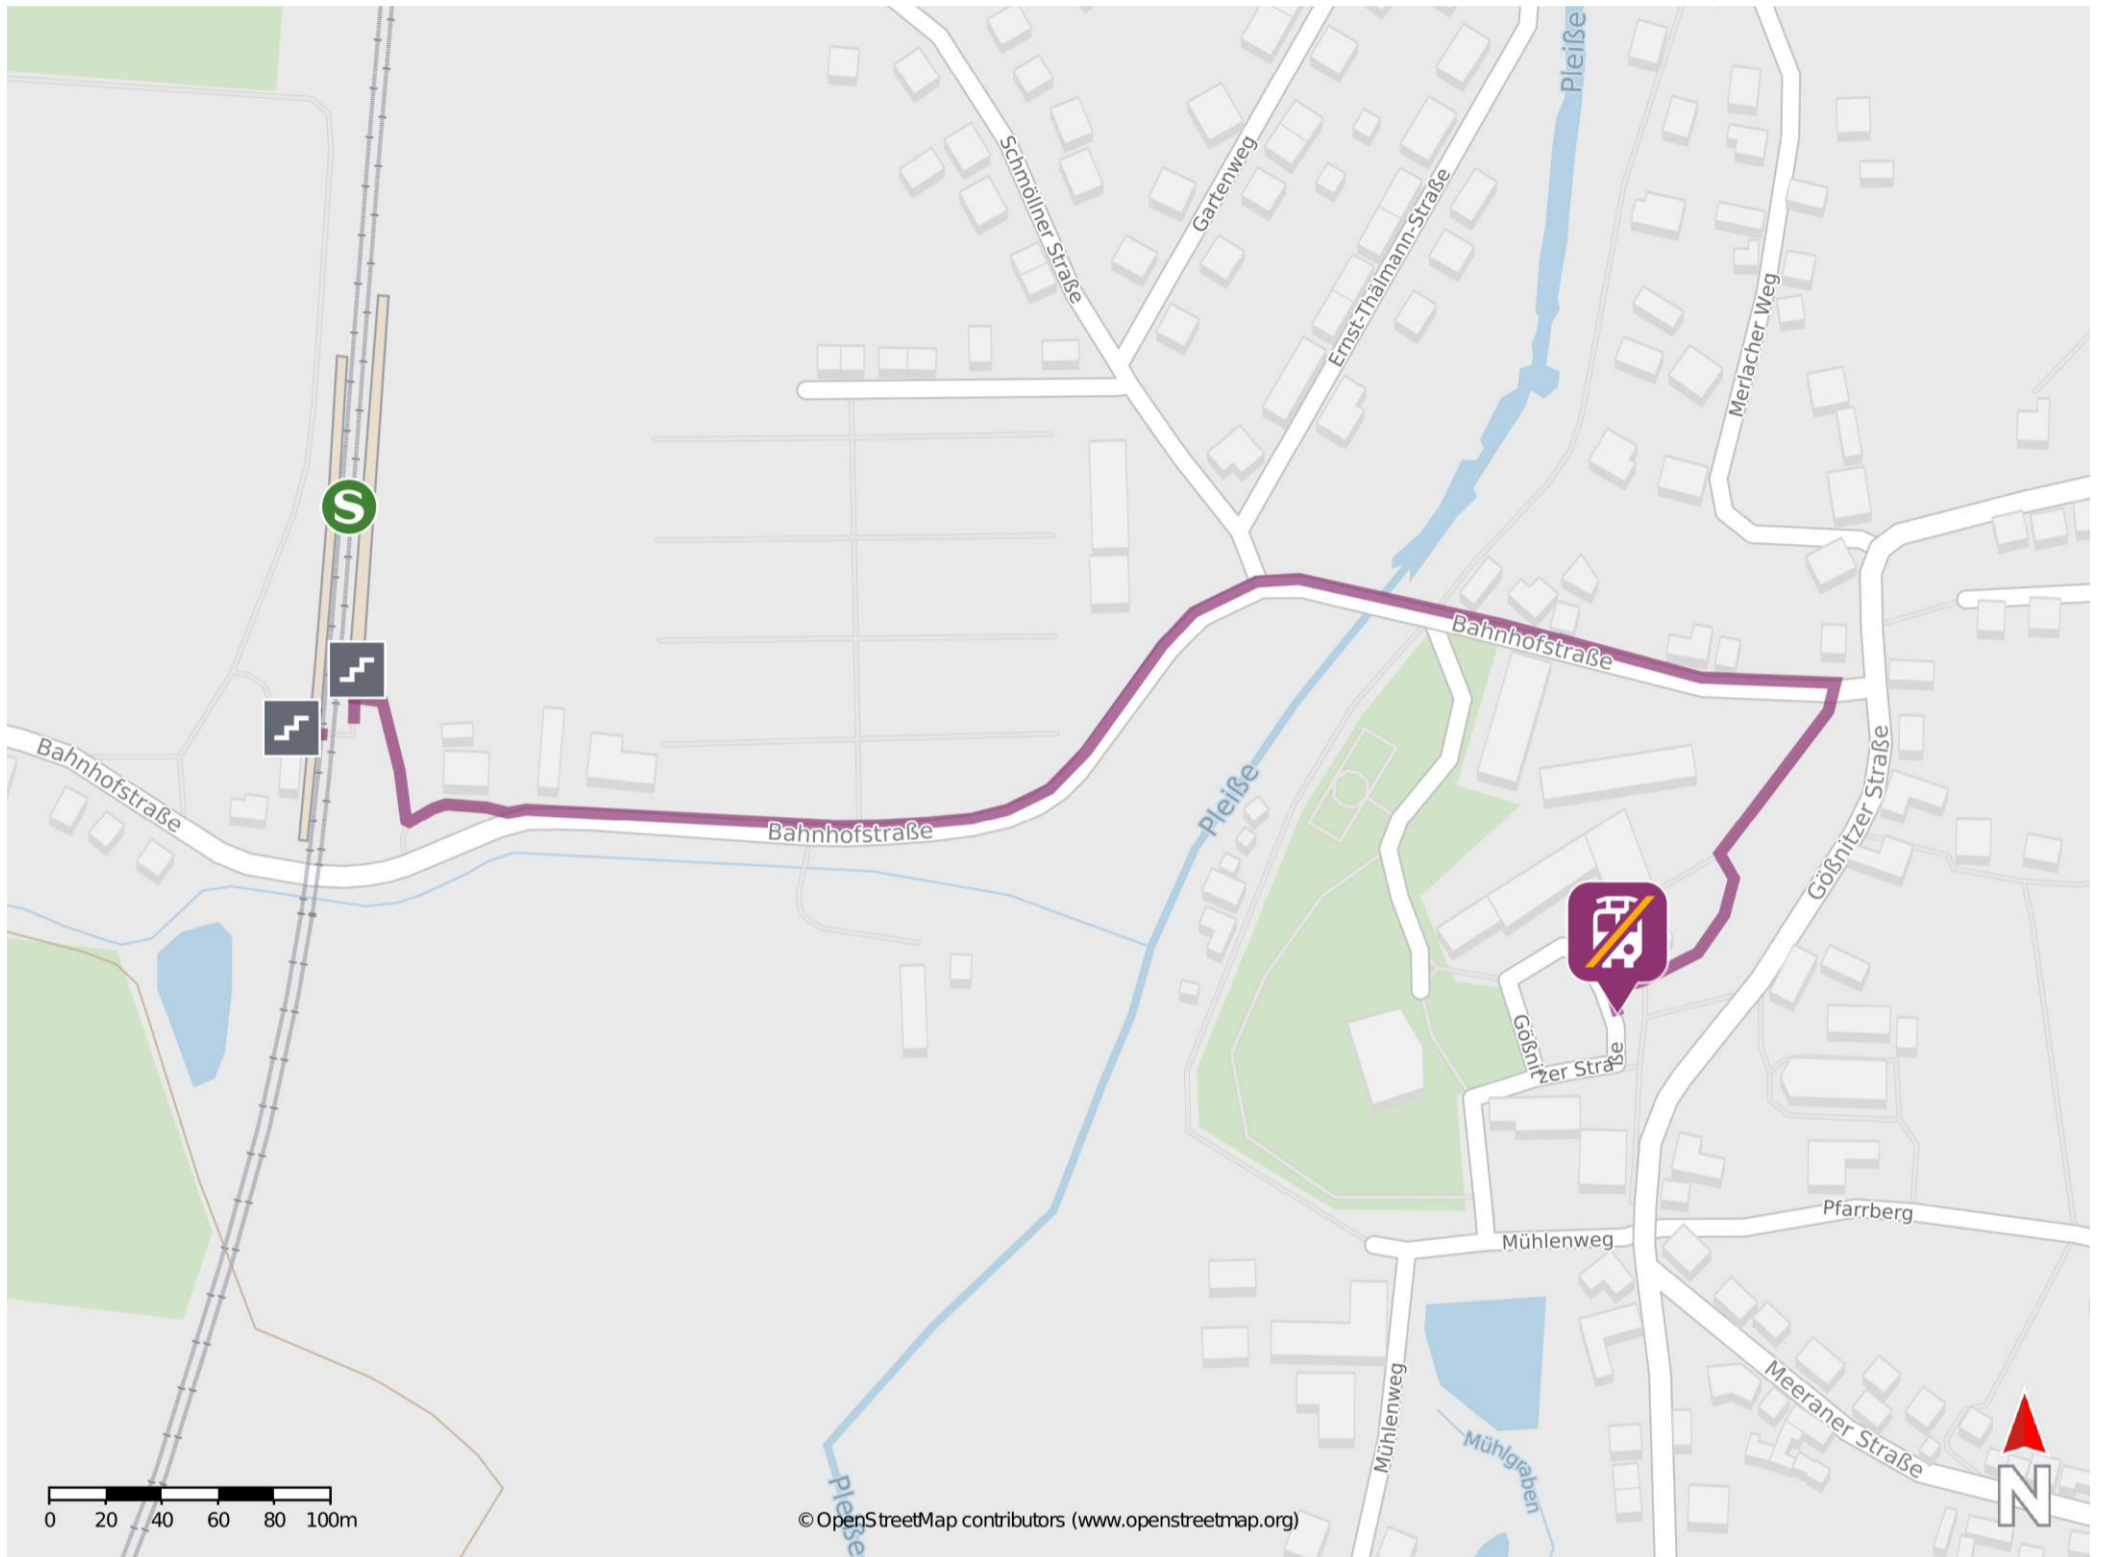 Pleiße
Schmöllner Straße
Gartenweg
Ernst-Thälmann-Straße
Merlacher Weg
S
Bahnhofstraße
Bahnhofstraße
Bahnhofstraße
Pleiße
Gößnitzer Straße
Gößnitzer Straße
Pfarrberg
Mühlenweg
Mühlenweg
Meeraner Straße
Mühlgraben
Pleiße
N
0 20 40 60 80 100m
© OpenStreetMap contributors (www.openstreetmap.org)